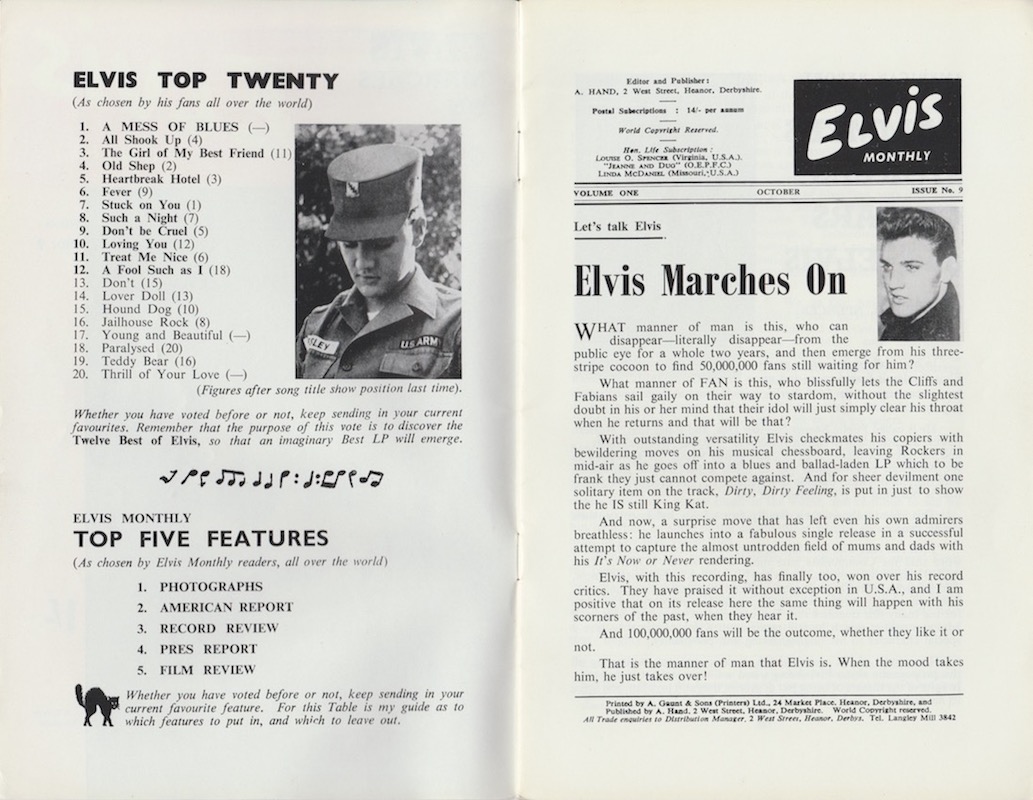 ELVIS TOP TWENTY
(As chosen by his fans all over the world)
1. A MESS OF BLUES (—)
2. All Shook Up (4)
3. The Girl of My Best Friend (11)
4. Old Shep (2)
5. Heartbreak Hotel (3)
6. Fever (9)
7. Stuck on You (1)
8. Such a Night (7)
9. Don't be Cruel (5)
10. Loving You (12)
11. Treat Me Nice (6)
12. A Fool Such as I (18)
13. Don't (15)
14. Lover Doll (13)
15. Hound Dog (10)
16. Jailhouse Rock (8)
17. Young and Beautiful (—)
18. Paralysed (20)
19. Teddy Bear (16)
20. Thrill of Your Love (—)
SLEY
U.S ARMY
(Figures after song title show position last time).
Whether you have voted before or not, keep sending in your current
favourites. Remember that the purpose of this vote is to discover the
Twelve Best of Elvis, so that an imaginary Best LP will emerge.
ELVIS MONTHLY
TOP FIVE FEATURES
(As chosen by Elvis Monthly readers, all over the world)
1. PHOTOGRAPHS
2. AMERICAN REPORT
3. RECORD REVIEW
4. PRES REPORT
5. FILM REVIEW
Whether you have voted before or not, keep sending in your
current favourite feature. For this Table is my guide as to
which features to put in, and which to leave out.
Editor and Publisher:
A. HAND, 2 West Street, Heanor, Derbyshire.
Postal Subscriptions : 14/- per annum
World Copyright Reserved.
Hon. Life Subscription:
LOUISE O. SPENCER (Virginia, U.S.A.).
"JEANNE AND DUG" (O.E.P.F.C.)
LINDA MCDANIEL (Missouri, U.S.A.)
ELVIS
MONTHLY
VOLUME ONE OCTOBER ISSUE No. 9
Let's talk Elvis
Elvis Marches On
WHAT manner of man is this, who can
disappear—literally disappear—from the
public eye for a whole two years, and then emerge from his three-
stripe cocoon to find 50,000,000 fans still waiting for him?
What manner of FAN is this, who blissfully lets the Cliffs and
Fabians sail gaily on their way to stardom, without the slightest
doubt in his or her mind that their idol will just simply clear his throat
when he returns and that will be that?
With outstanding versatility Elvis checkmates his copiers with
bewildering moves on his musical chessboard, leaving Rockers in
mid-air as he goes off into a blues and ballad-laden LP which to be
frank they just cannot compete against. And for sheer devilment one
solitary item on the track, Dirty, Dirty Feeling, is put in just to show
the he IS still King Kat.
And now, a surprise move that has left even his own admirers
breathless: he launches into a fabulous single release in a successful
attempt to capture the almost untrodden field of mums and dads with
his It's Now or Never rendering.
Elvis, with this recording, has finally too, won over his record
critics. They have praised it without exception in U.S.A., and I am
positive that on its release here the same thing will happen with his
scorners of the past, when they hear it.
And 100,000,000 fans will be the outcome, whether they like it or
not.
That is the manner of man that Elvis is. When the mood takes
him, he just takes over!
Printed by A. Gaunt & Sons (Printers) Ltd., 24 Market Place, Heanor, Derbyshire, and
Published by A. Hand, 2 West Street, Heanor, Derbyshire. World Copyright reserved.
All Trade enquiries to Distribution Manager, 2 West Street, Heanor, Derbys. Tel. Langley Mill 3842